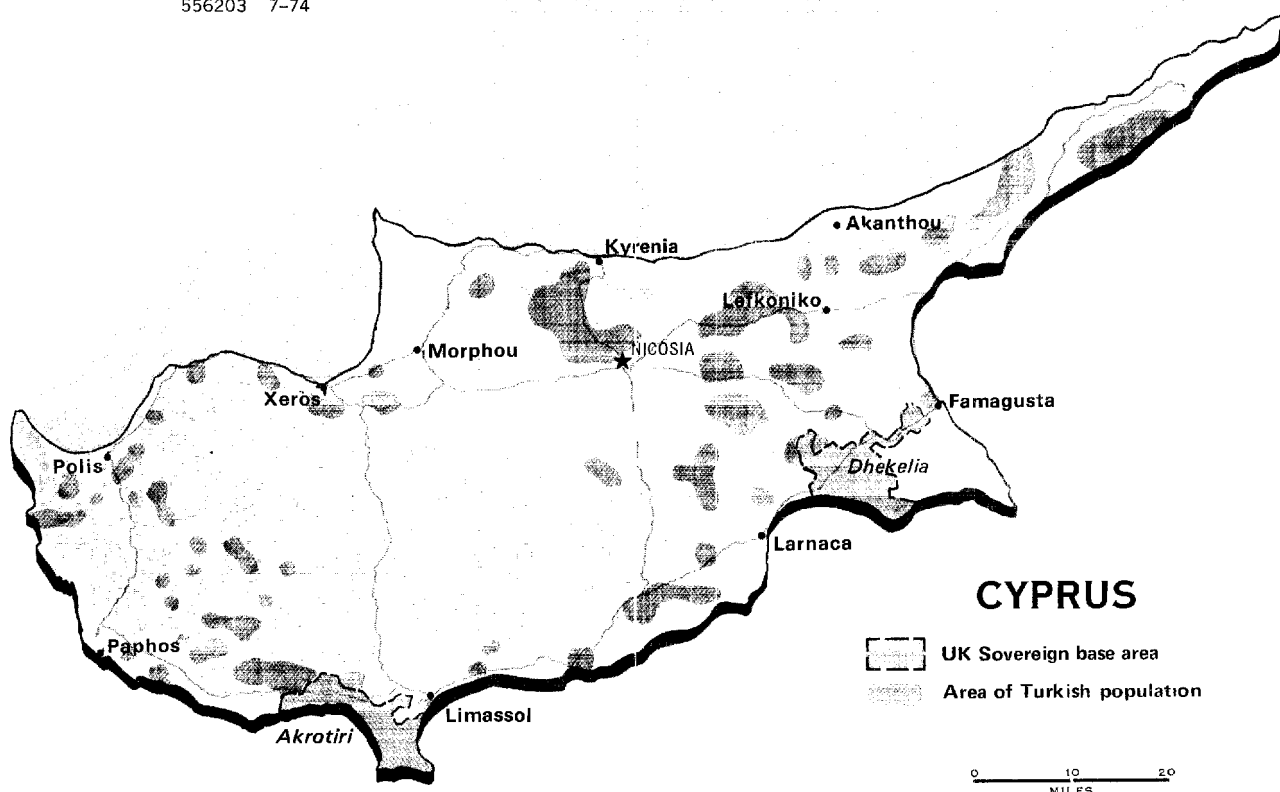 556203 7-74
Akanthou
Kyrenia
Lefkoniko
NICOSIA
Morphou
Xeros
Famagusta
Polis
Dhekelia
Larnaca
CYPRUS
Paphos
UK Sovereign base area
Area of Turkish population
Limassol
Akrotiri
0 10 20
MILES